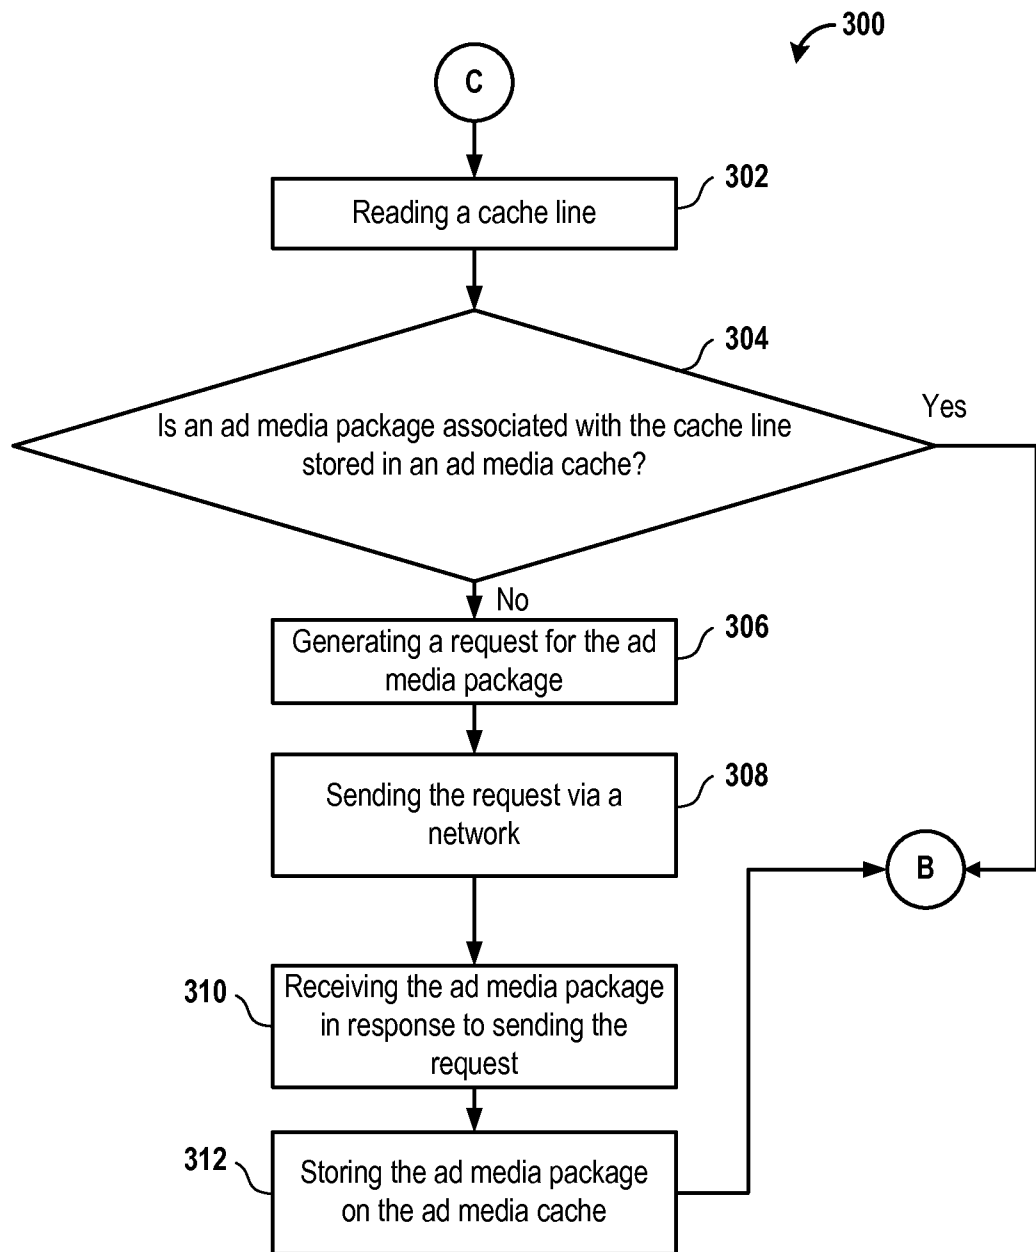 300
C
302
Reading a cache line
304
Yes
Is an ad media package associated with the cache line
stored in an ad media cache?
No
306
Generating a request for the ad
media package
308
Sending the request via a
network
B
310
Receiving the ad media package
in response to sending the
request
312
Storing the ad media package
on the ad media cache